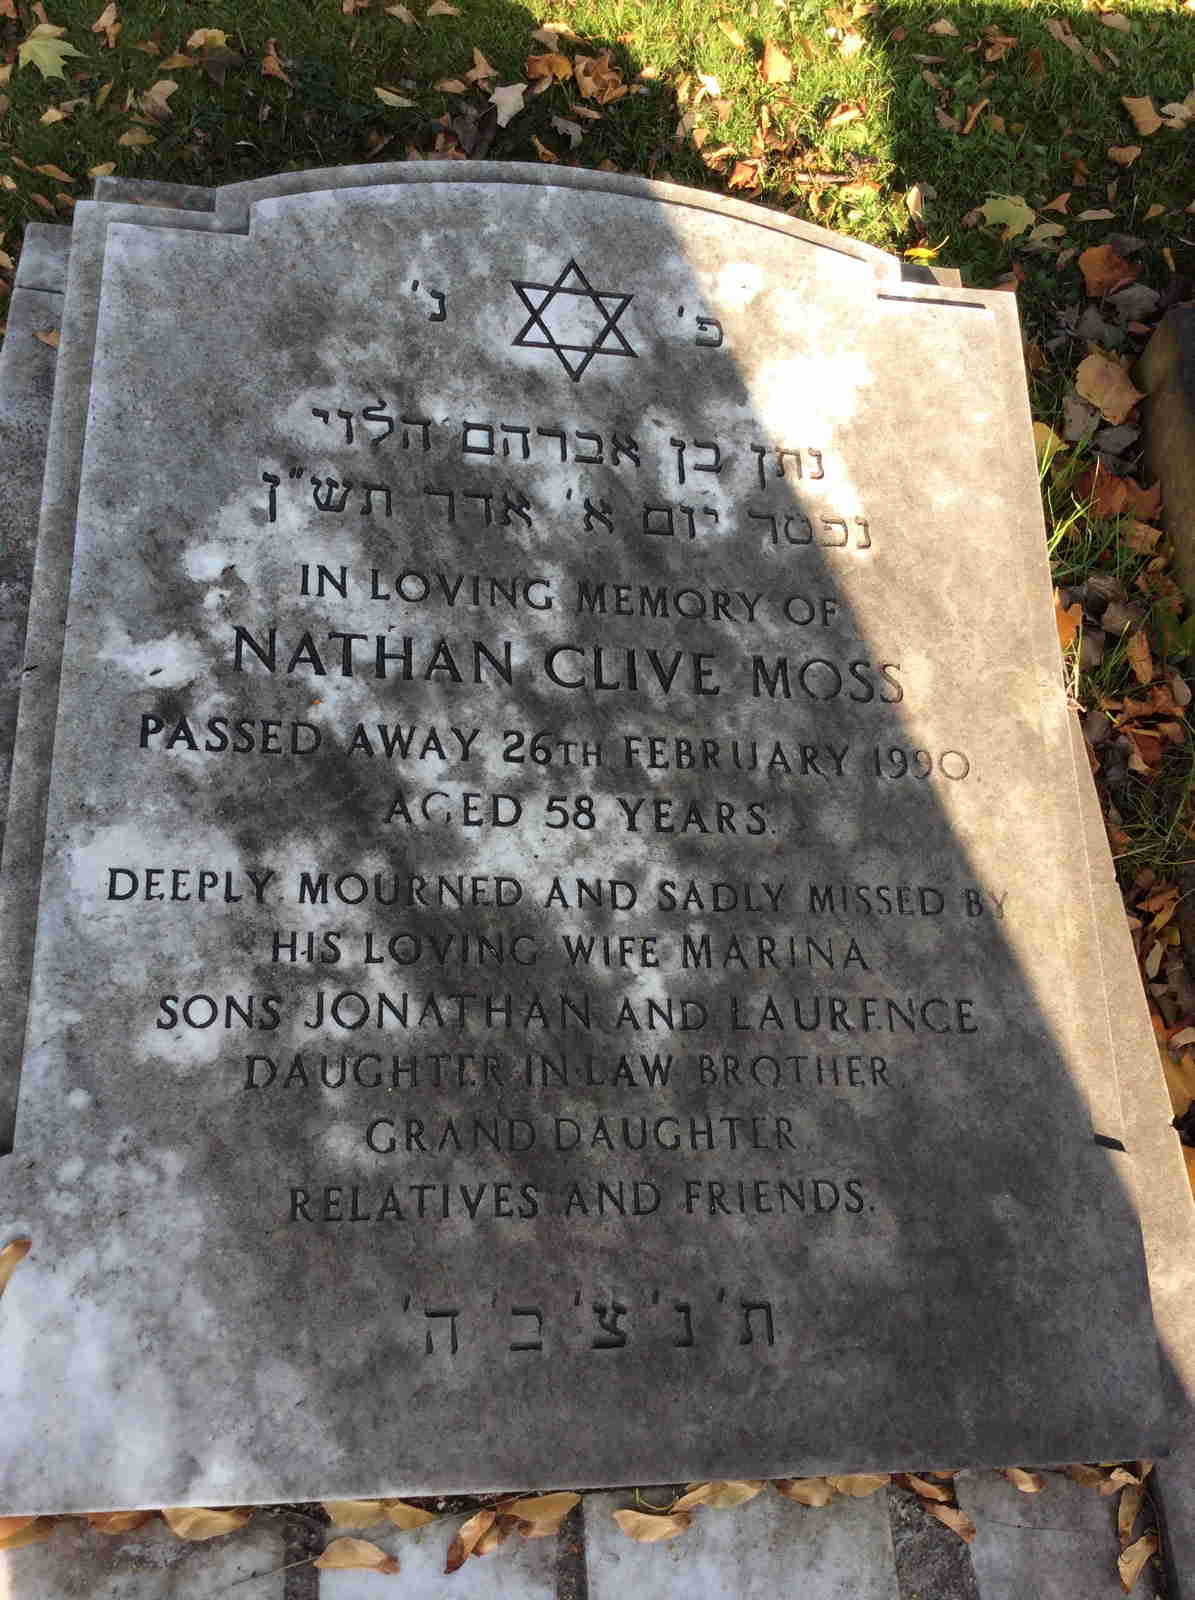 פ' נ'
נתן בן אברהם הלוי
נפטר יום א' אדר תש"ן
IN LOVING MEMORY OF
NATHAN CLIVE MOSS
PASSED AWAY 26TH FEBRUARY 1990.
AGED 58 YEARS.
DEEPLY MOURNED AND SADLY MISSED BY
HIS LOVING WIFE MARINA
SONS JONATHAN AND LAURENCE
DAUGHTER·IN·LAW BROTHER
GRAND DAUGHTER
RELATIVES AND FRIENDS.
ת' נ' צ' ב' ה'